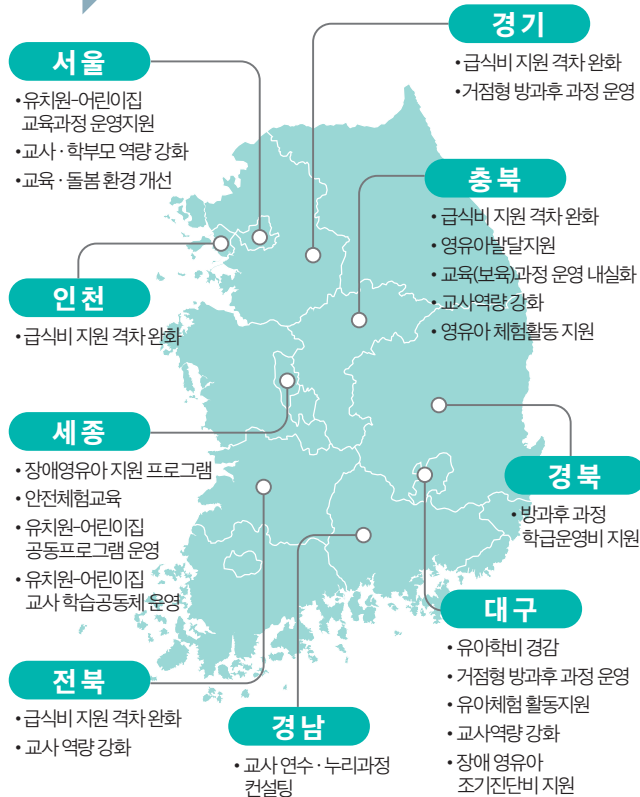 서울
• 유치원-어린이집
교육과정 운영지원
• 교사·학부모 역량 강화
• 교육·돌봄 환경 개선
경기
• 급식비 지원 격차 완화
• 거점형 방과후 과정 운영
충북
• 급식비 지원 격차 완화
• 영유아발달지원
• 교육(보육)과정 운영 내실화
• 교사역량 강화
• 영유아 체험활동 지원
인천
• 급식비 지원 격차 완화
세종
• 장애영유아 지원 프로그램
• 안전체험교육
• 유치원-어린이집
공동프로그램 운영
• 유치원-어린이집
교사 학습공동체 운영
경북
• 방과후 과정
학급운영비 지원
대구
• 유아학비 경감
• 거점형 방과후 과정 운영
• 유아체험 활동지원
• 교사역량 강화
• 장애 영유아
조기진단비 지원
전북
• 급식비 지원 격차 완화
• 교사 역량 강화
경남
• 교사 연수·누리과정
컨설팅